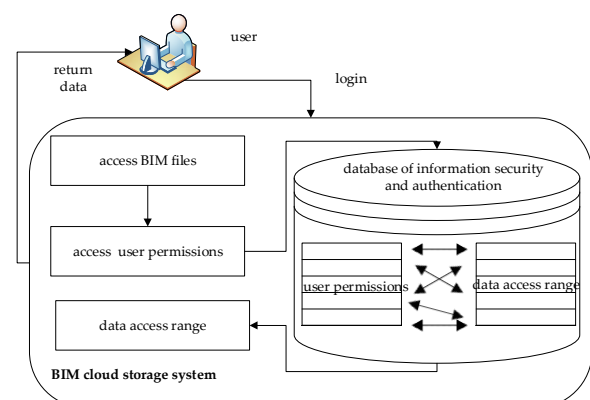 user
return
data
login
access BIM files
database of information security
and authentication
access user permissions
user permissions
data access range
data access range
BIM cloud storage system